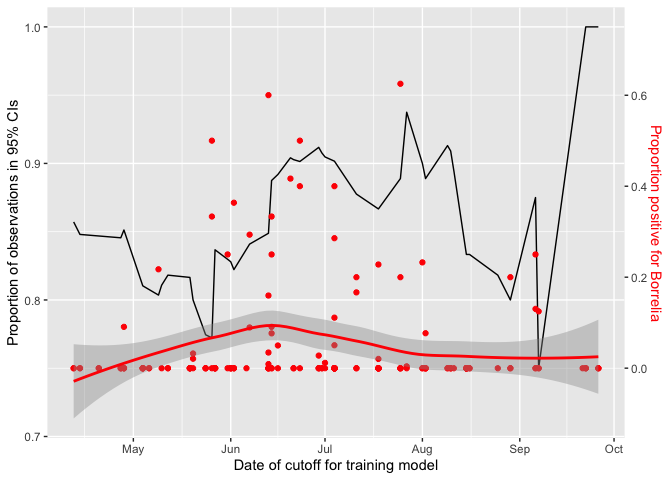 Proportion of observations in 95% CIs
1.0
0.9
0.8
0.7
0.6
0.4
0.2
0.0
Proportion positive for Borrelia
May
Jun
Jul
Aug
Sep
Oct
Date of cutoff for training model